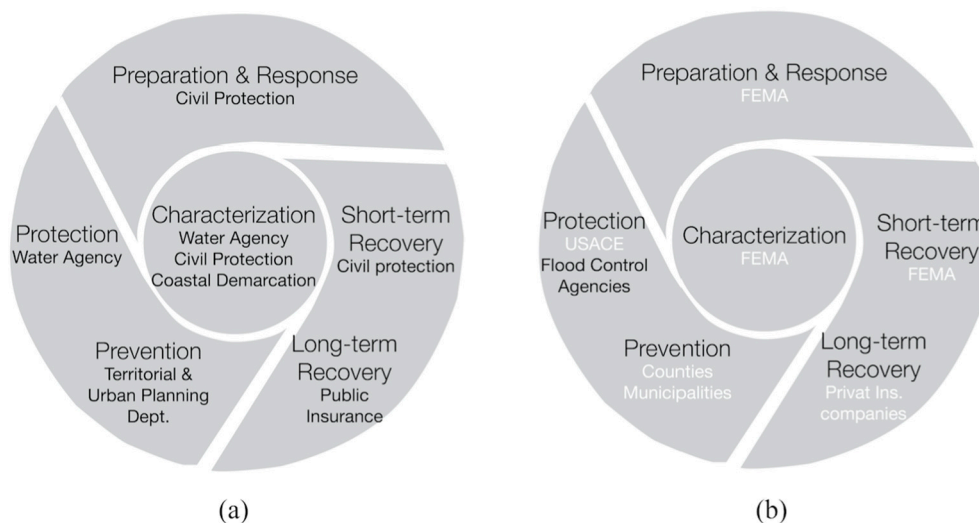 Preparation & Response
Civil Protection
Protection
Water Agency
Characterization
Water Agency
Civil Protection
Coastal Demarcation
Short-term
Recovery
Civil protection
Prevention
Territorial &
Urban Planning
Dept.
Long-term
Recovery
Public
Insurance
(a)
Preparation & Response
FEMA
Protection
USACE
Flood Control
Agencies
Characterization
FEMA
Short-term
Recovery
FEMA
Prevention
Counties
Municipalities
Long-term
Recovery
Privat Ins.
companies
(b)